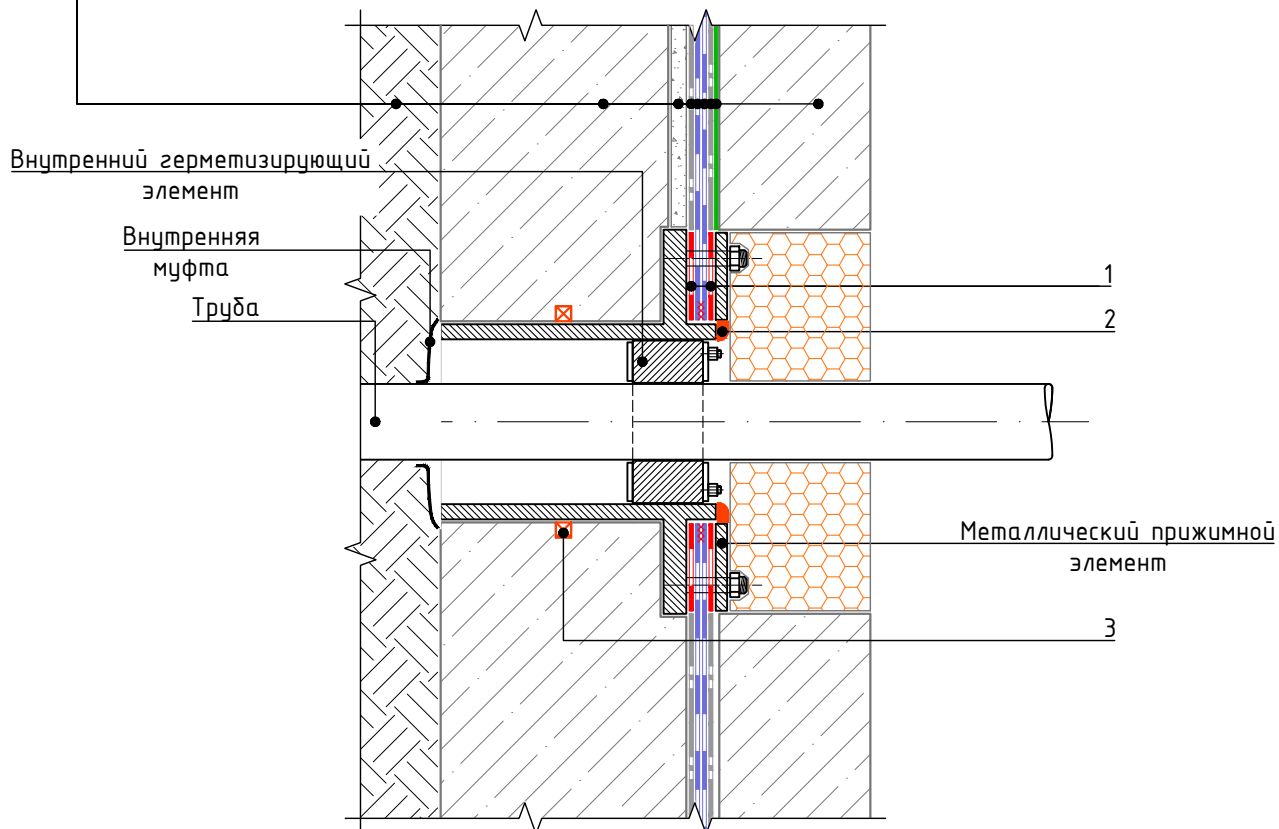 Внутренний герметизирующий
элемент
Внутренняя
муфта
Труба
1
2
Металлический прижимной
элемент
3